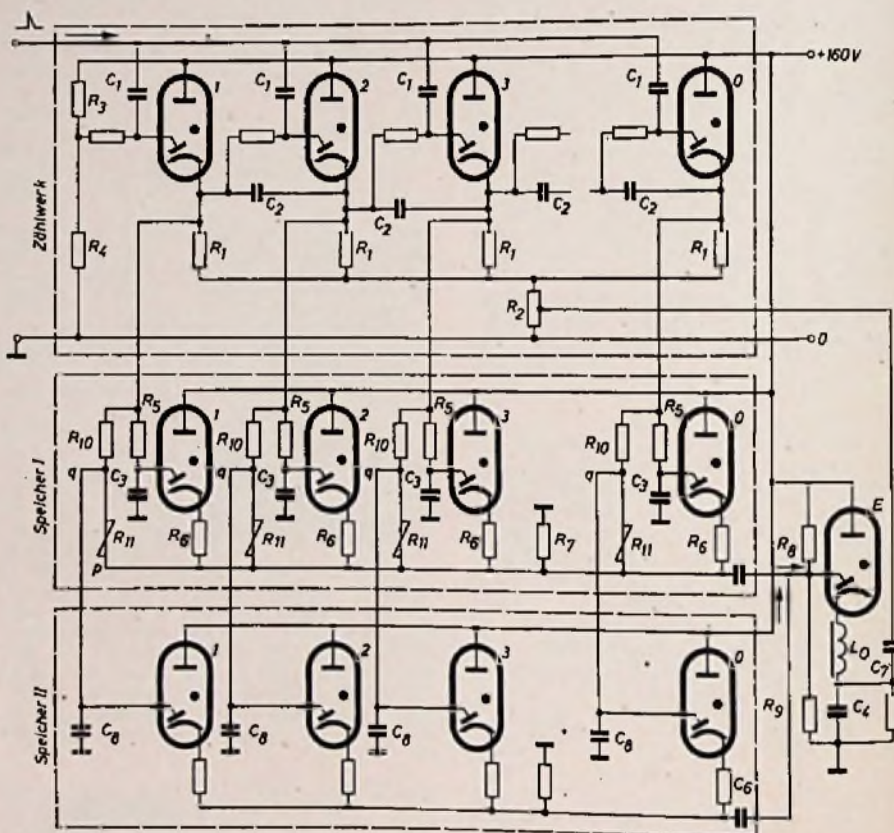 Zählwerk
C1 1 C1 2 C1 3 C1 0 +160V
R3
C2 C2 C2 C2
R4 R1 R1 R1 R1
R2
0
Speicher I
R5 1 R5 2 R5 3 R5 0
R10 R10 R10 R10
q C3 q C3 q C3 q C3
E
R11 R6 R11 R6 R11 R6 R7 R11 R6 R8
p
L0 C7
Speicher II
1 2 3 0
C8 C8 C8 C8 R9 C4
C6